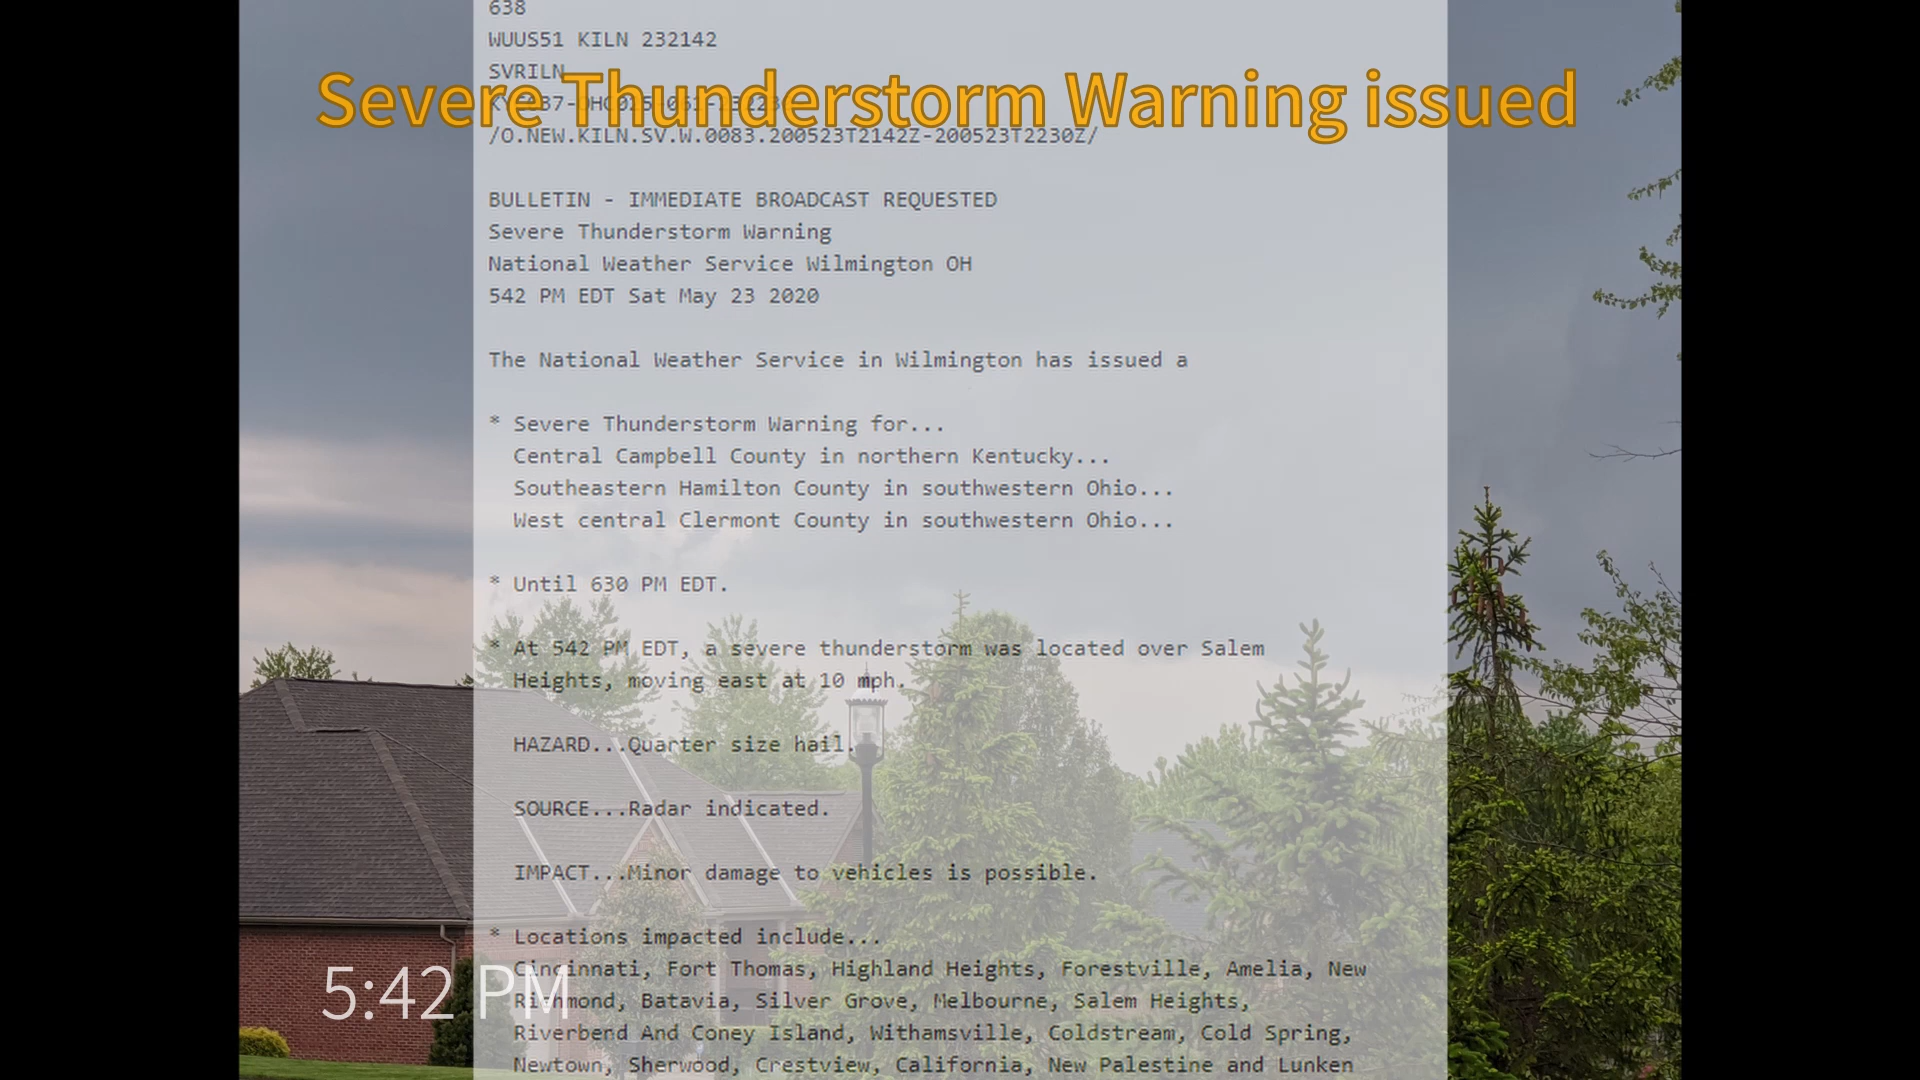 638
WUUS51 KILN 232142
SVRILN
Severe Thunderstorm Warning issued
/O.NEW.KILN.SV.W.0083.200523T2142Z-200523T2230Z/
BULLETIN - IMMEDIATE BROADCAST REQUESTED
Severe Thunderstorm Warning
National Weather Service Wilmington OH
542 PM EDT Sat May 23 2020
The National Weather Service in Wilmington has issued a
* Severe Thunderstorm Warning for...
Central Campbell County in northern Kentucky...
Southeastern Hamilton County in southwestern Ohio...
West central Clermont County in southwestern Ohio...
* Until 630 PM EDT.
* At 542 PM EDT, a severe thunderstorm was located over Salem
Heights, moving east at 10 mph.
HAZARD...Quarter size hail.
SOURCE...Radar indicated.
IMPACT...Minor damage to vehicles is possible.
* Locations impacted include...
Cincinnati, Fort Thomas, Highland Heights, Forestville, Amelia, New
Richmond, Batavia, Silver Grove, Melbourne, Salem Heights,
Riverbend And Coney Island, Withamsville, Coldstream, Cold Spring,
Newtown, Sherwood, Crestview, California, New Palestine and Lunken
5:42 PM